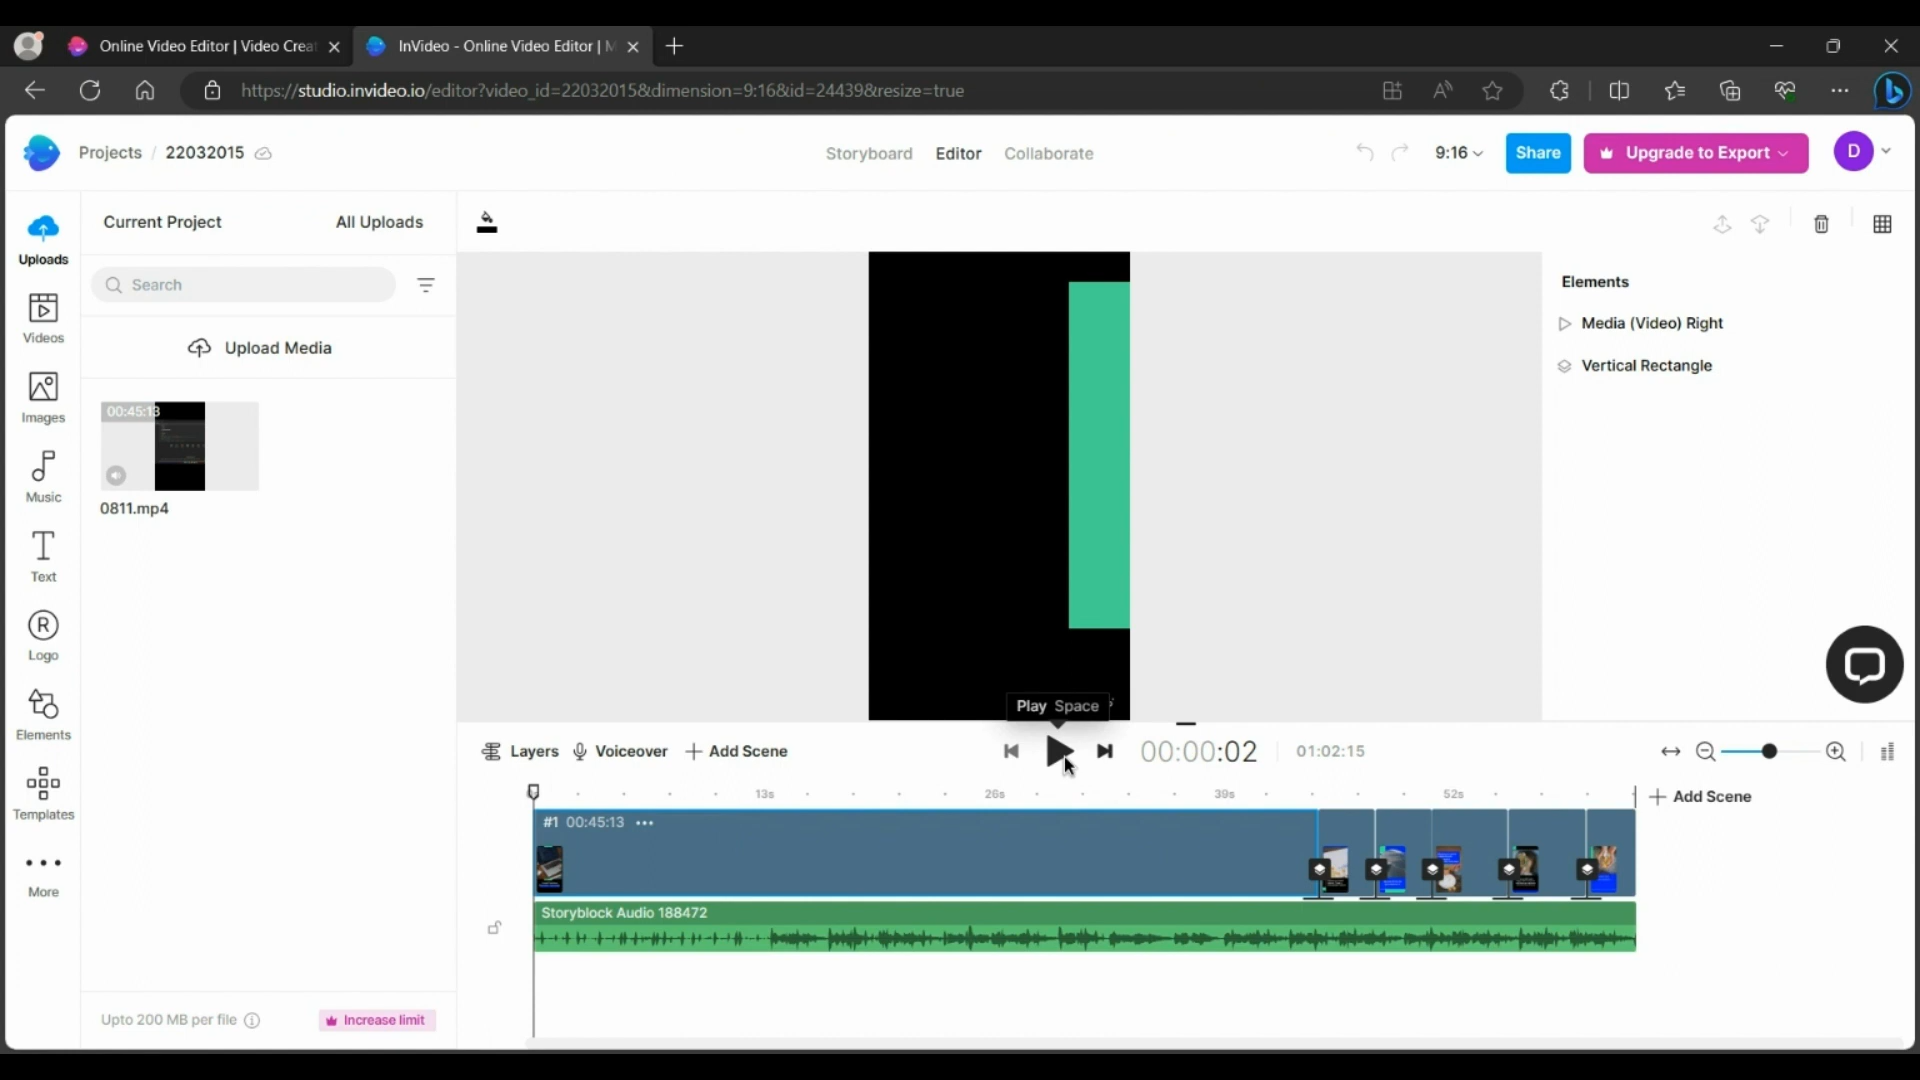 Online Video Editor | Video Crea
InVideo - Online Video Editor | M
https://studio.invideo.io/editor?video_id=22032015&dimension=9:16&id=24439&resize=true
Projects / 22032015
Storyboard Editor Collaborate
9:16
Share
Upgrade to Export
D
Uploads
Videos
Images
Music
Text
Logo
Elements
Templates
More
Current Project
All Uploads
Search
Upload Media
00:45:13
0811.mp4
Upto 200 MB per file
Increase limit
Elements
Media (Video) Right
Vertical Rectangle
Play Space
Layers
Voiceover
Add Scene
00:00:02
01:02:15
13s
26s
39s
52s
Add Scene
#1 00:45:13
Storyblock Audio 188472